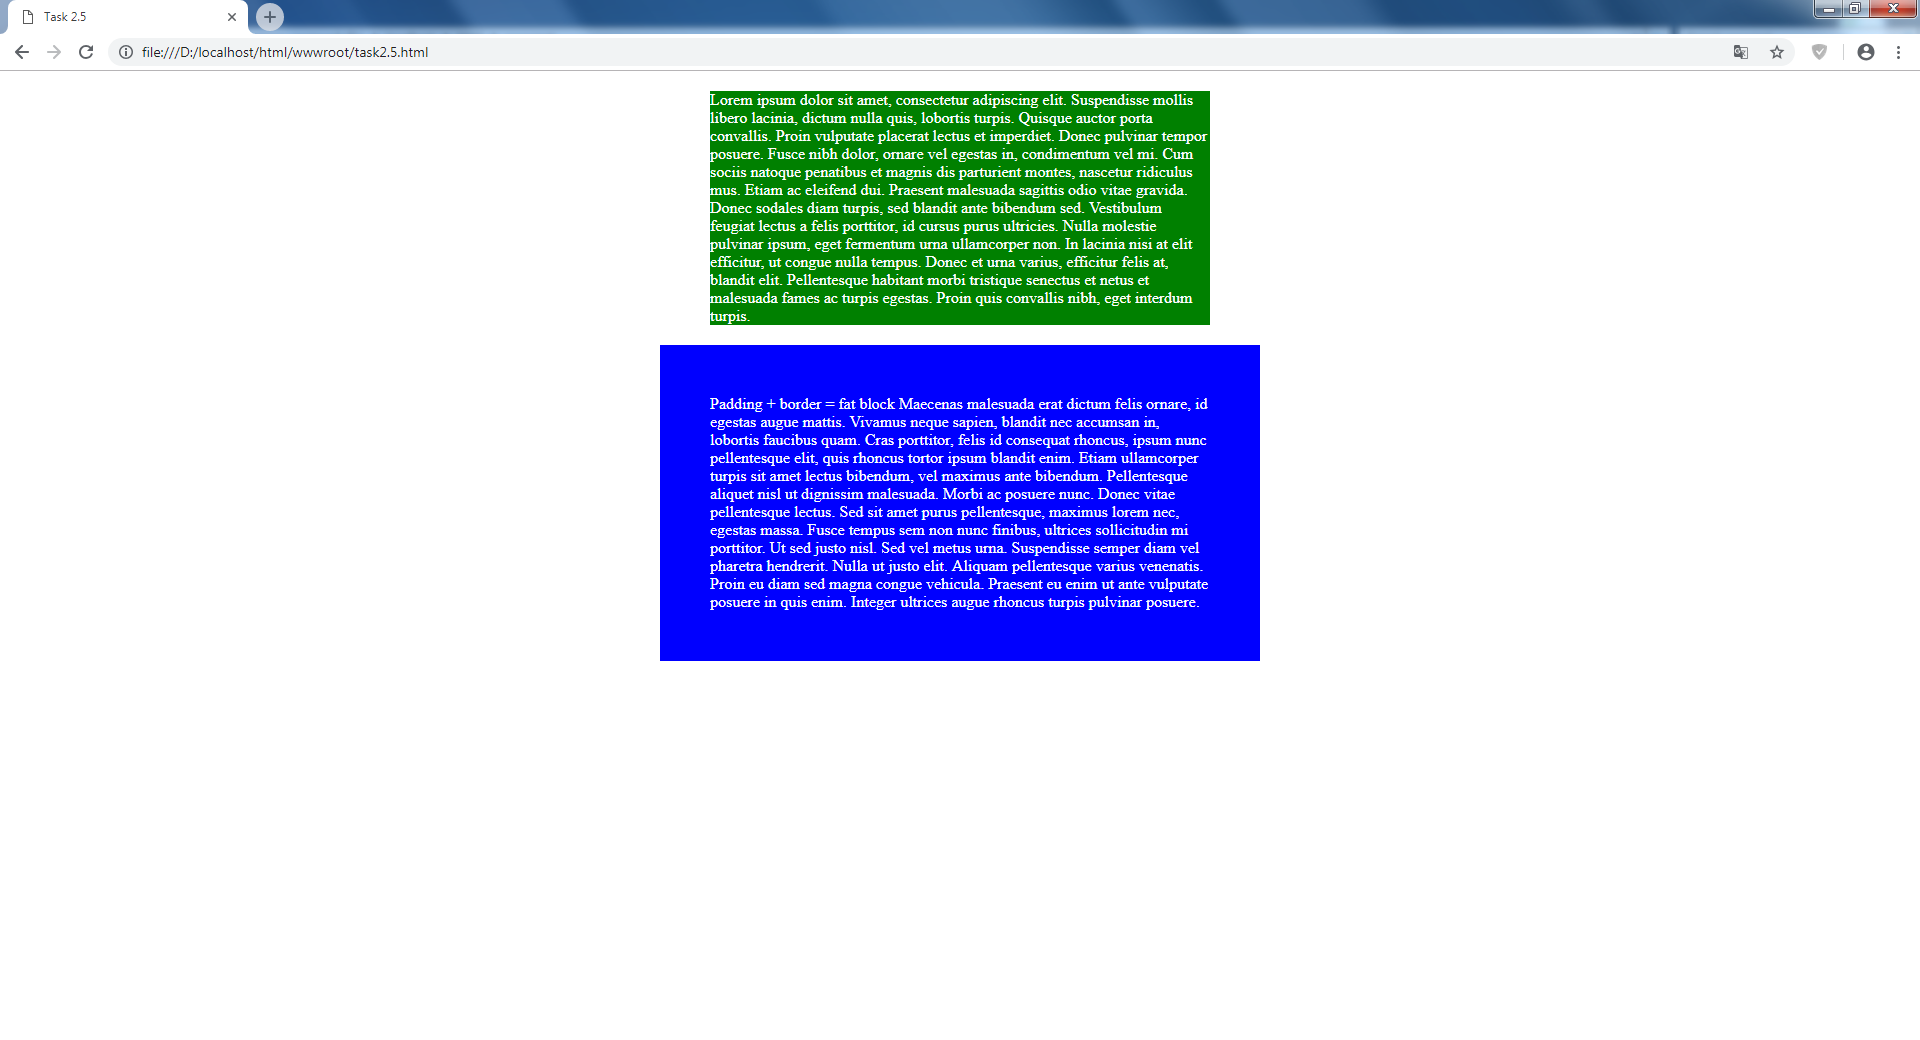 Task 2.5
file:///D:/localhost/html/wwwroot/task2.5.html
Lorem ipsum dolor sit amet, consectetur adipiscing elit. Suspendisse mollis
libero lacinia, dictum nulla quis, lobortis turpis. Quisque auctor porta
convallis. Proin vulputate placerat lectus et imperdiet. Donec pulvinar tempor
posuere. Fusce nibh dolor, ornare vel egestas in, condimentum vel mi. Cum
sociis natoque penatibus et magnis dis parturient montes, nascetur ridiculus
mus. Etiam ac eleifend dui. Praesent malesuada sagittis odio vitae gravida.
Donec sodales diam turpis, sed blandit ante bibendum sed. Vestibulum
feugiat lectus a felis porttitor, id cursus purus ultricies. Nulla molestie
pulvinar ipsum, eget fermentum urna ullamcorper non. In lacinia nisi at elit
efficitur, ut congue nulla tempus. Donec et urna varius, efficitur felis at,
blandit elit. Pellentesque habitant morbi tristique senectus et netus et
malesuada fames ac turpis egestas. Proin quis convallis nibh, eget interdum
turpis.
Padding + border = fat block Maecenas malesuada erat dictum felis ornare, id
egestas augue mattis. Vivamus neque sapien, blandit nec accumsan in,
lobortis faucibus quam. Cras porttitor, felis id consequat rhoncus, ipsum nunc
pellentesque elit, quis rhoncus tortor ipsum blandit enim. Etiam ullamcorper
turpis sit amet lectus bibendum, vel maximus ante bibendum. Pellentesque
aliquet nisl ut dignissim malesuada. Morbi ac posuere nunc. Donec vitae
pellentesque lectus. Sed sit amet purus pellentesque, maximus lorem nec,
egestas massa. Fusce tempus sem non nunc finibus, ultrices sollicitudin mi
porttitor. Ut sed justo nisl. Sed vel metus urna. Suspendisse semper diam vel
pharetra hendrerit. Nulla ut justo elit. Aliquam pellentesque varius venenatis.
Proin eu diam sed magna congue vehicula. Praesent eu enim ut ante vulputate
posuere in quis enim. Integer ultrices augue rhoncus turpis pulvinar posuere.